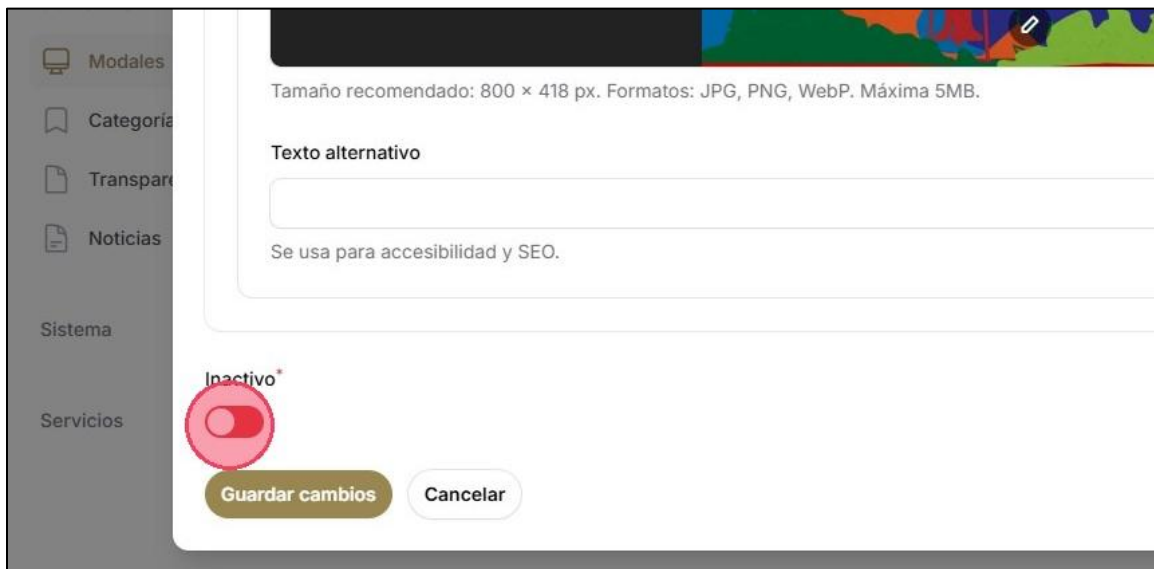 Modales
Tamaño recomendado: 800 × 418 px. Formatos: JPG, PNG, WebP. Máxima 5MB.
Categoría
Texto alternativo
Transpare
Noticias
Se usa para accesibilidad y SEO.
Sistema
Inactivo*
Servicios
Guardar cambios
Cancelar